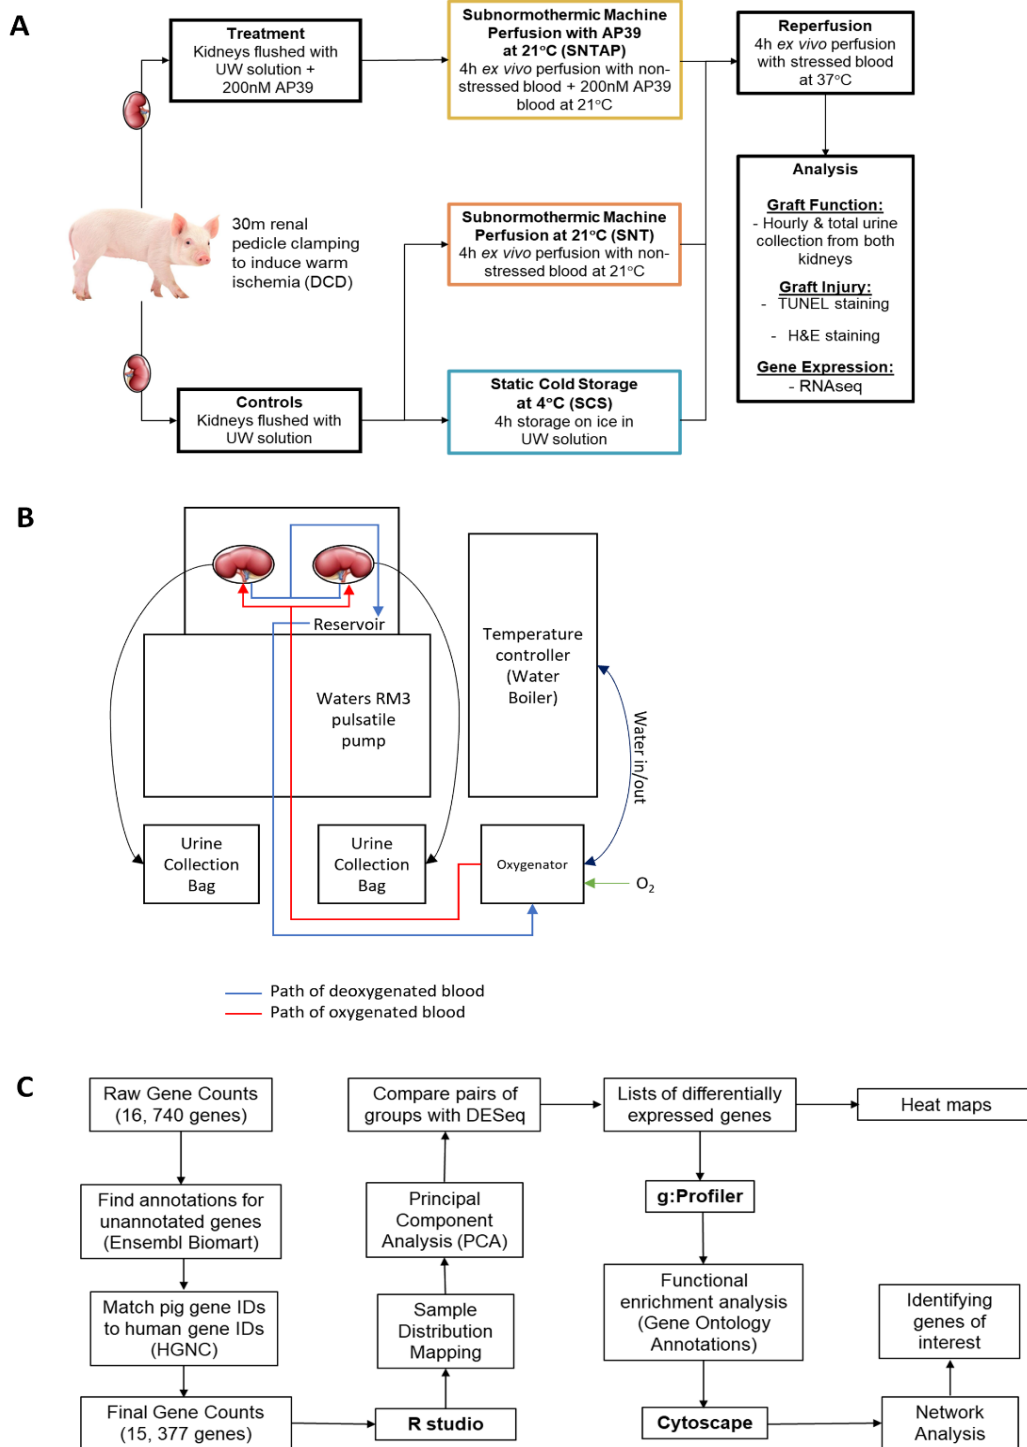 A
Treatment
Kidneys flushed with
UW solution +
200nM AP39
Subnormothermic Machine
Perfusion with AP39
at 21°C (SNTAP)
4h ex vivo perfusion with non-
stressed blood + 200nM AP39
blood at 21°C
Reperfusion
4h ex vivo perfusion
with stressed blood
at 37°C
30m renal
pedicle clamping
to induce warm
ischemia (DCD)
Subnormothermic Machine
Perfusion at 21°C (SNT)
4h ex vivo perfusion with non-
stressed blood at 21°C
Analysis
Graft Function:
- Hourly & total urine
collection from both
kidneys
Graft Injury:
- TUNEL staining
- H&E staining
Gene Expression:
- RNAseq
Controls
Kidneys flushed with
UW solution
Static Cold Storage
at 4°C (SCS)
4h storage on ice in
UW solution
B
Reservoir
Waters RM3
pulsatile
pump
Temperature
controller
(Water
Boiler)
Water in/out
Urine
Collection
Bag
Urine
Collection
Bag
Oxygenator
O₂
Path of deoxygenated blood
Path of oxygenated blood
C
Raw Gene Counts
(16, 740 genes)
Find annotations for
unannotated genes
(Ensembl Biomart)
Match pig gene IDs
to human gene IDs
(HGNC)
Final Gene Counts
(15, 377 genes)
R studio
Sample
Distribution
Mapping
Principal
Component
Analysis (PCA)
Compare pairs of
groups with DESeq
Lists of differentially
expressed genes
Heat maps
g:Profiler
Functional
enrichment analysis
(Gene Ontology
Annotations)
Cytoscape
Network
Analysis
Identifying
genes of
interest